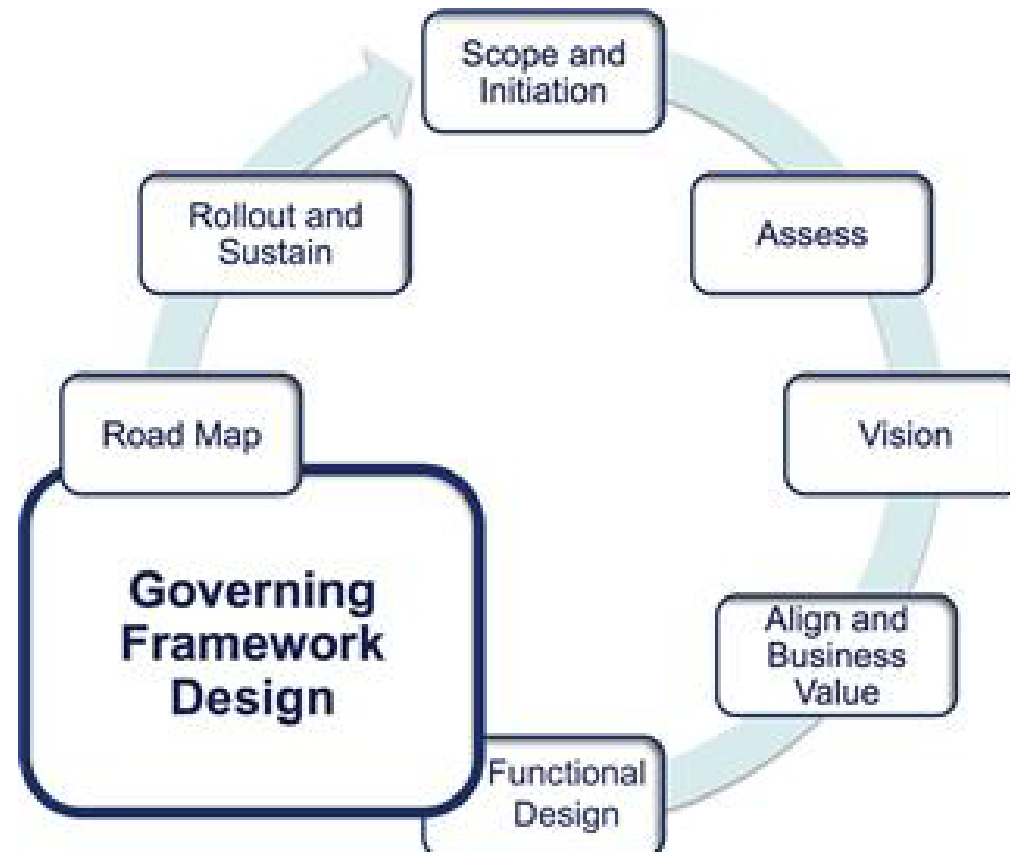 Scope and
Initiation
Assess
Vision
Align and
Business
Value
Functional
Design
Governing
Framework
Design
Road Map
Rollout and
Sustain